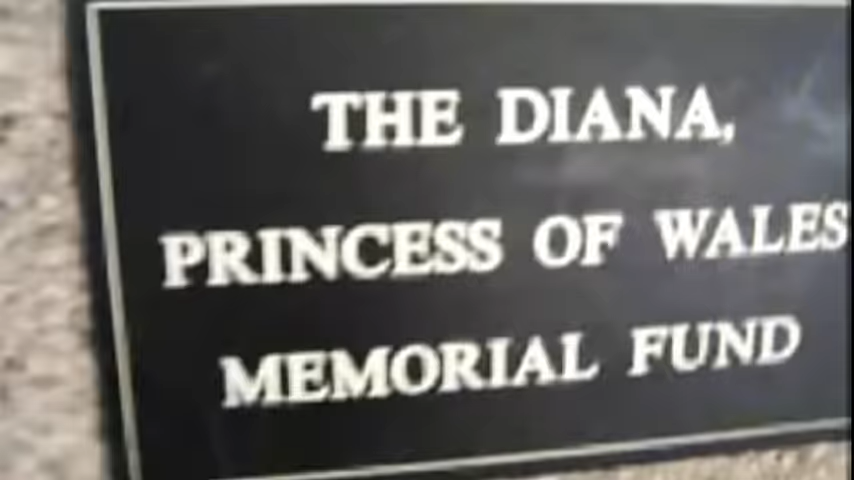 THE DIANA,
PRINCESS OF WALES
MEMORIAL FUND